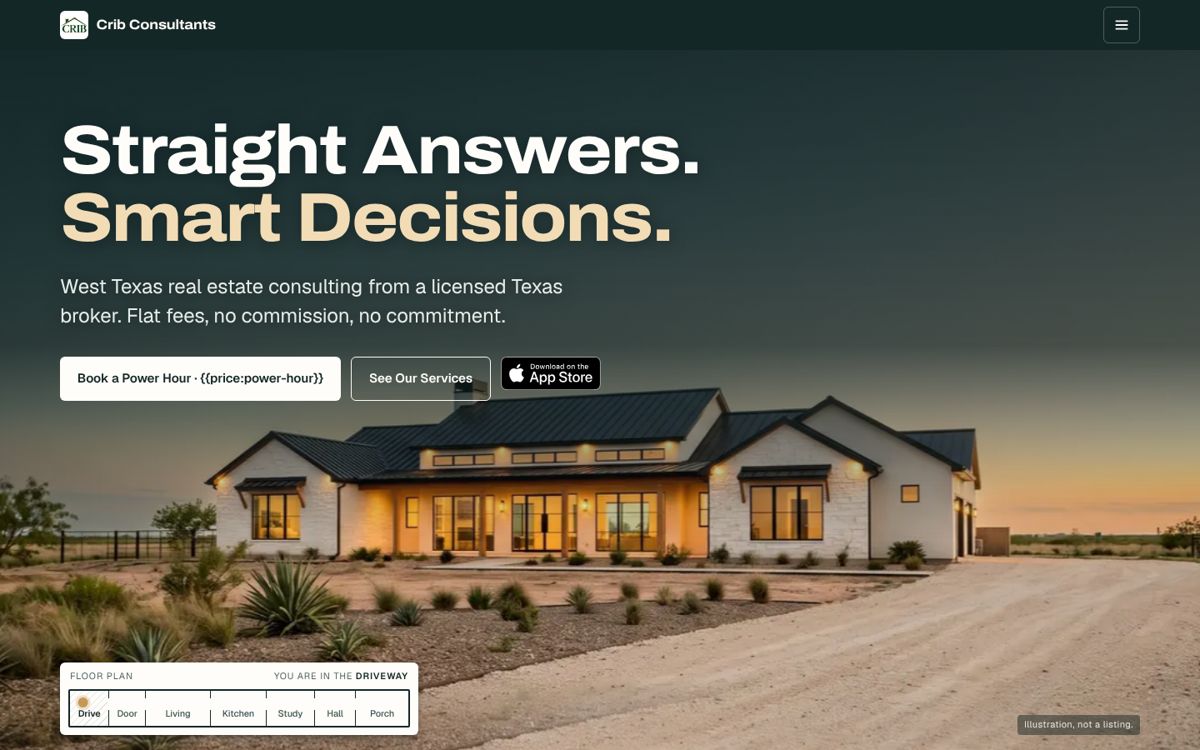 CRIB
Crib Consultants
Straight Answers.
Smart Decisions.
West Texas real estate consulting from a licensed Texas
broker. Flat fees, no commission, no commitment.
Book a Power Hour · {{price:power-hour}}
See Our Services
Download on the
App Store
FLOOR PLAN
YOU ARE IN THE DRIVEWAY
Drive
Door
Living
Kitchen
Study
Hall
Porch
Illustration, not a listing.